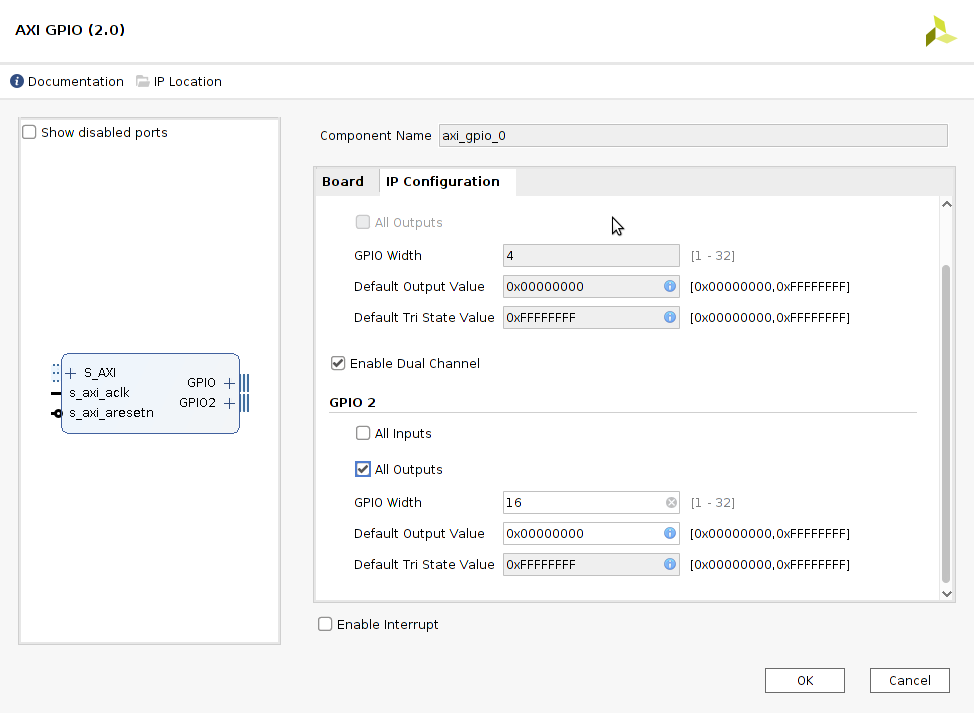 AXI GPIO (2.0)
Documentation IP Location
Show disabled ports
S_AXI
s_axi_aclk
s_axi_aresetn
GPIO
GPIO2
Component Name axi_gpio_0
Board IP Configuration
All Outputs
GPIO Width 4 [1 - 32]
Default Output Value 0x00000000 [0x00000000,0xFFFFFFFF]
Default Tri State Value 0xFFFFFFFF [0x00000000,0xFFFFFFFF]
Enable Dual Channel
GPIO 2
All Inputs
All Outputs
GPIO Width 16 [1 - 32]
Default Output Value 0x00000000 [0x00000000,0xFFFFFFFF]
Default Tri State Value 0xFFFFFFFF [0x00000000,0xFFFFFFFF]
Enable Interrupt
OK Cancel